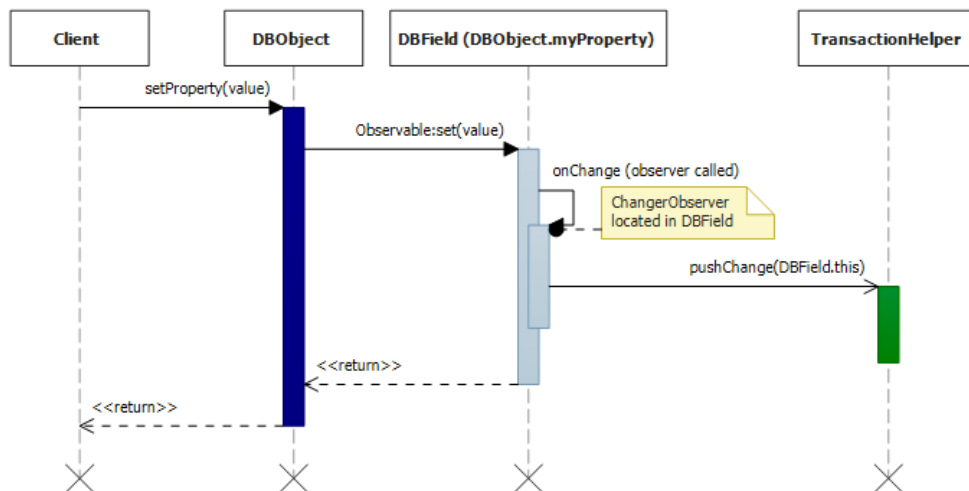 Client
DBObject
DBField (DBObject.myProperty)
TransactionHelper
setProperty(value)
Observable:set(value)
onChange (observer called)
ChangerObserver
located in DBField
pushChange(DBField.this)
<<return>>
<<return>>